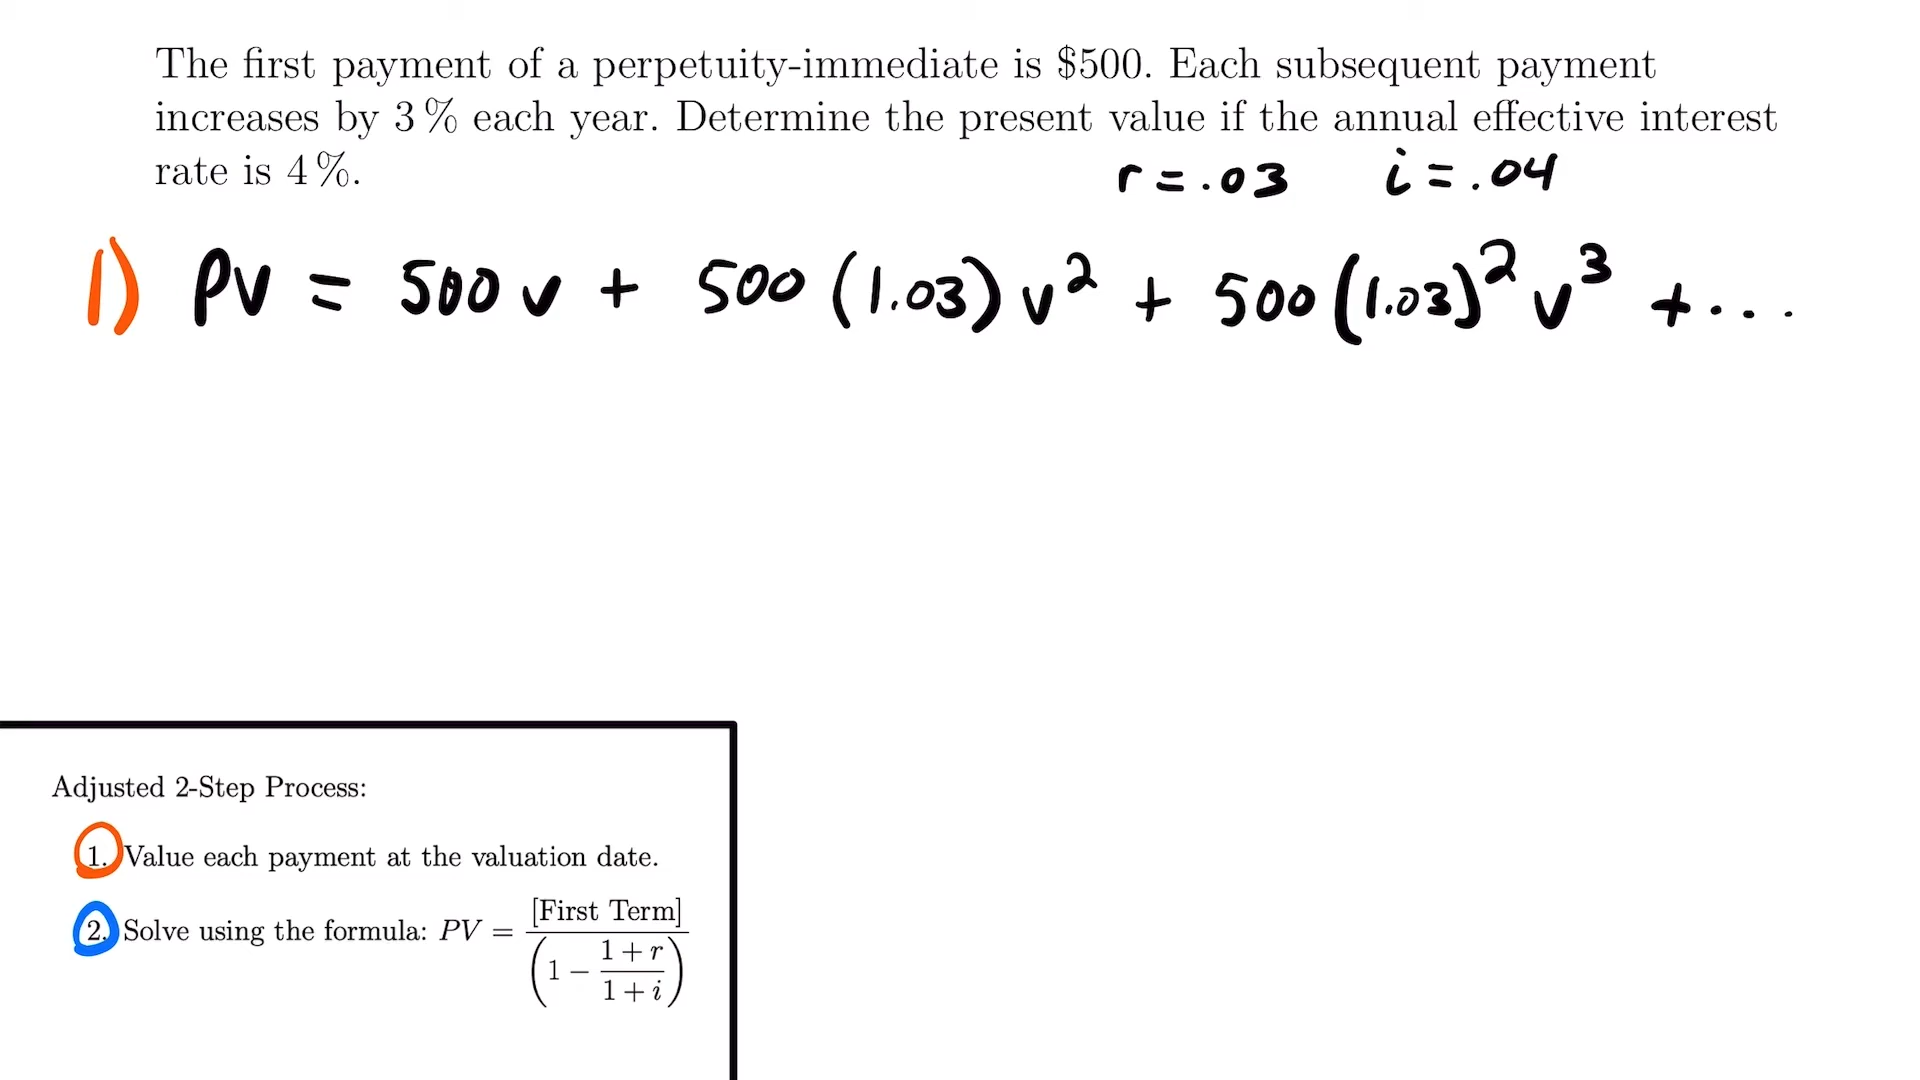 The first payment of a perpetuity-immediate is $500. Each subsequent payment
increases by 3 % each year. Determine the present value if the annual effective interest
rate is 4 %.
r = .03 i = .04
1) PV = 500 v + 500 (1.03) v² + 500 (1.03)² v³ + ...
Adjusted 2-Step Process:
1. Value each payment at the valuation date.
2. Solve using the formula: PV = [First Term] / (1 − (1 + r)/(1 + i))